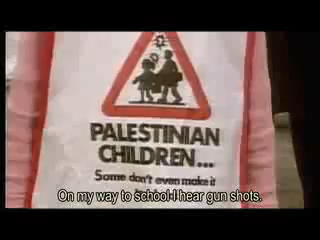 PALESTINIAN
CHILDREN...
Some don't even make it
On my way to school-I hear gun shots.